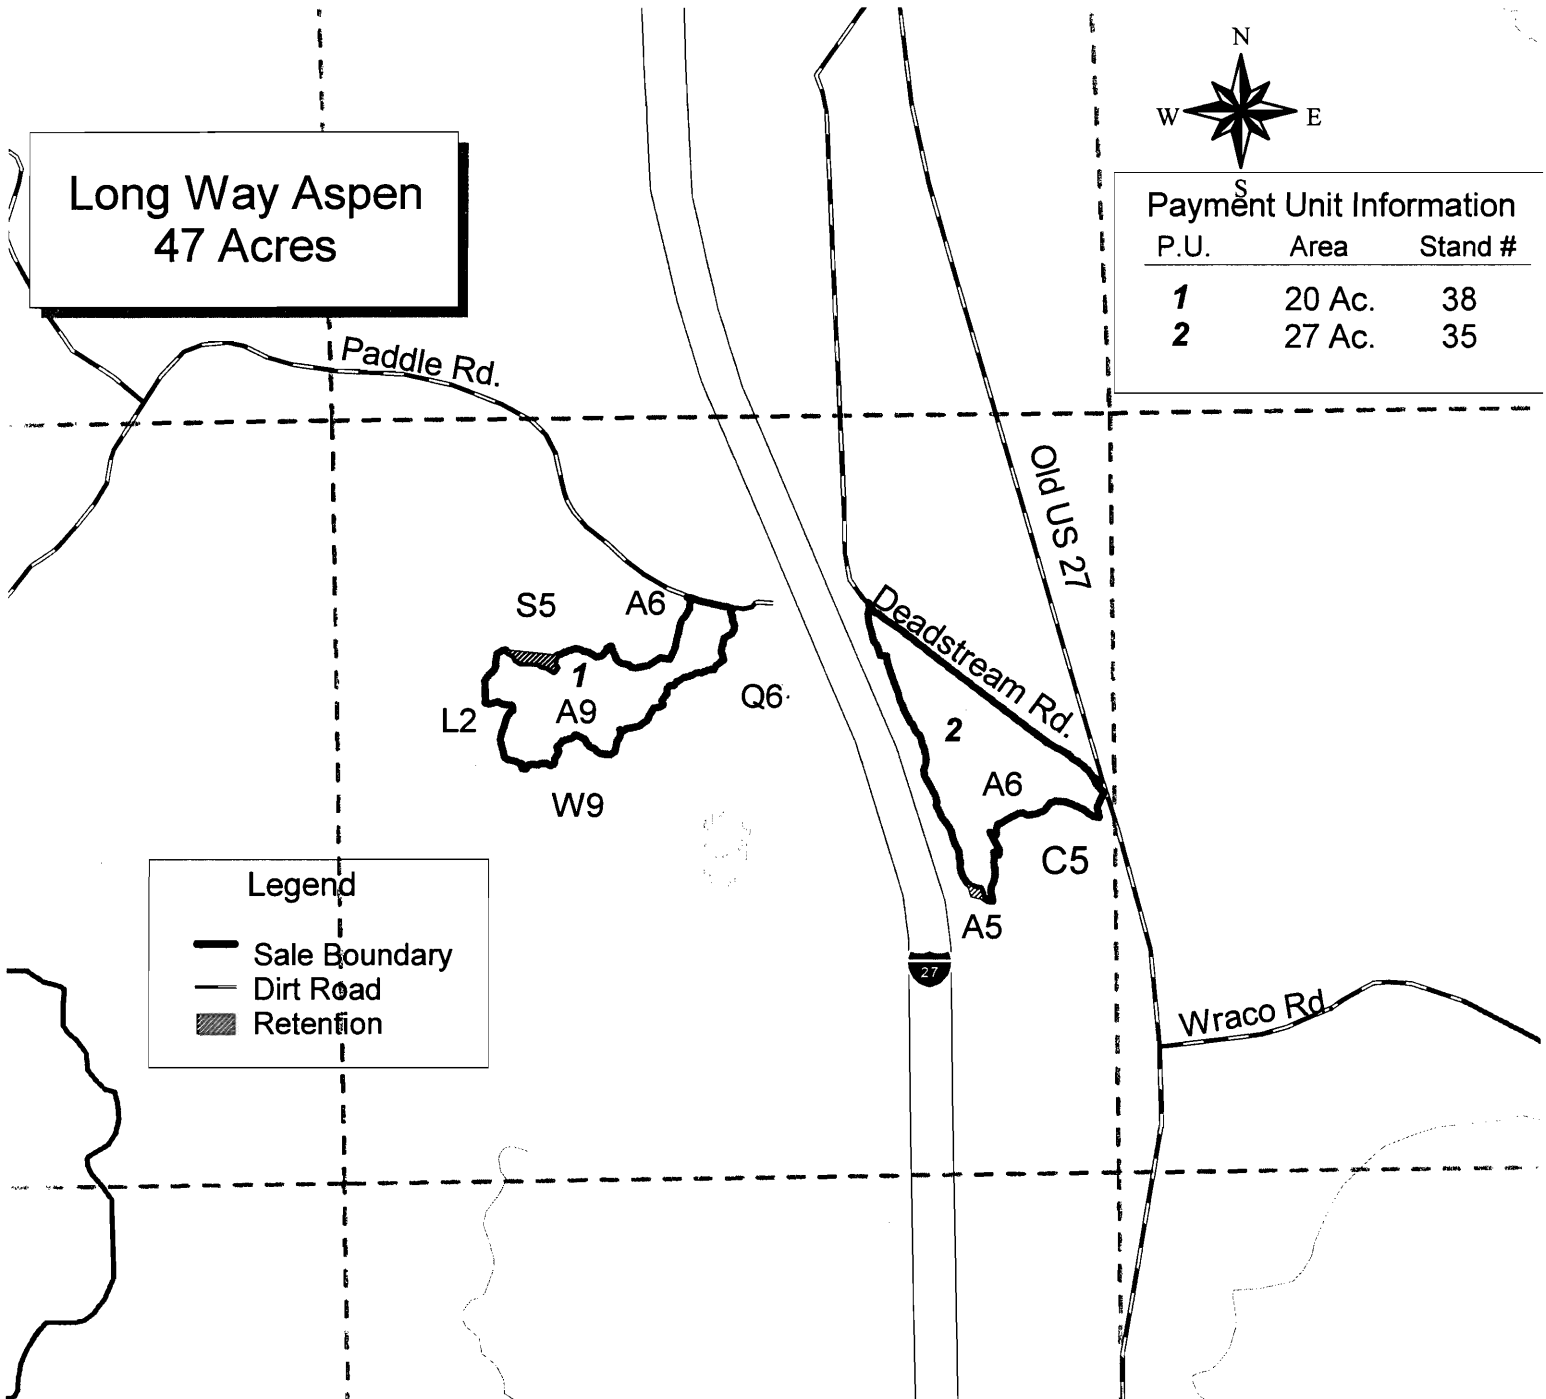 N
W E
S
Long Way Aspen
47 Acres
Payment Unit Information
P.U. Area Stand #
1 20 Ac. 38
2 27 Ac. 35
Paddle Rd.
Old US 27
Deadstream Rd.
S5
A6
1
A9
Q6
L2
W9
2
A6
C5
A5
27
Wraco Rd
Legend
Sale Boundary
Dirt Road
Retention